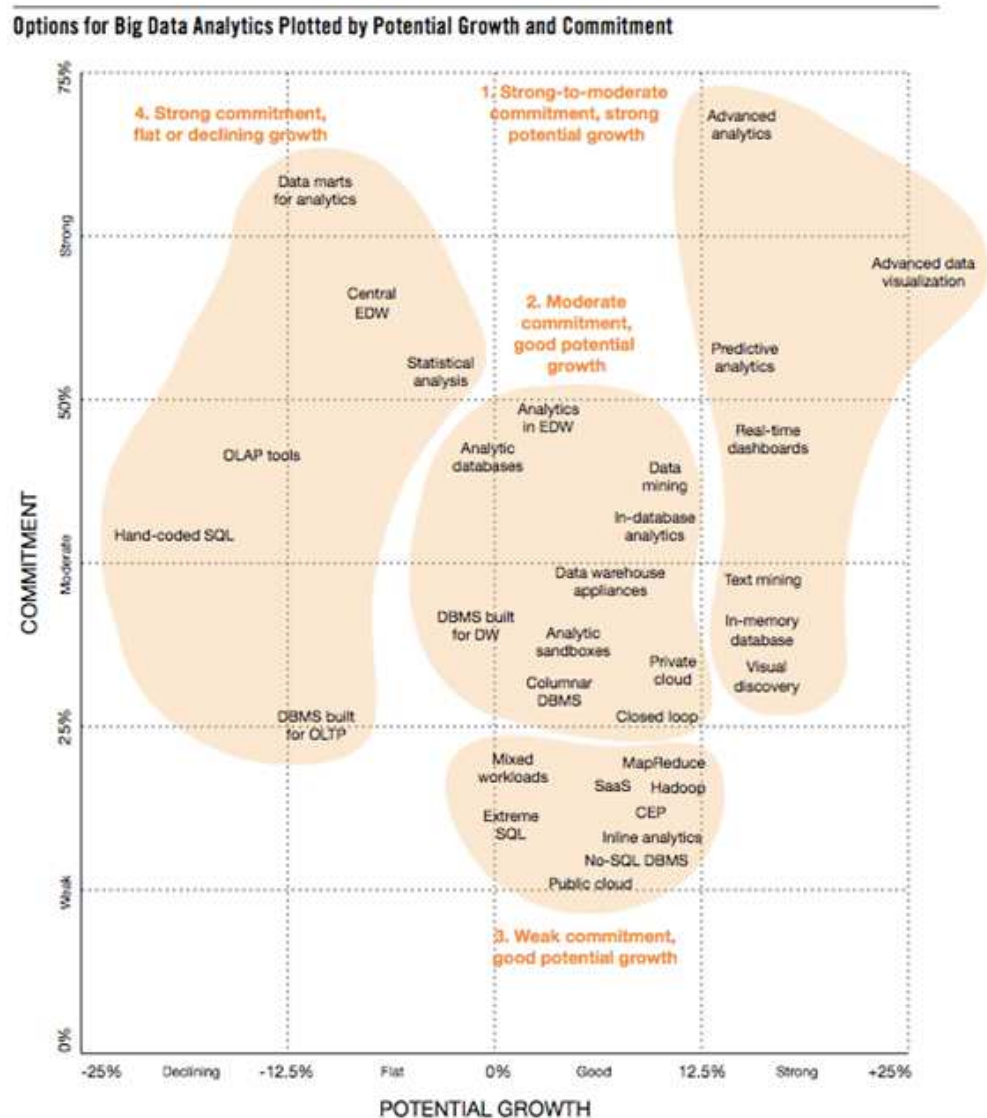 Options for Big Data Analytics Plotted by Potential Growth and Commitment
75%
4. Strong commitment,
flat or declining growth
1. Strong-to-moderate
commitment, strong
potential growth
Advanced
analytics
Data marts
for analytics
Strong
Advanced data
visualization
Central
EDW
2. Moderate
commitment,
good potential
growth
Statistical
analysis
Predictive
analytics
50%
Analytics
in EDW
Real-time
dashboards
OLAP tools
Analytic
databases
Data
mining
Hand-coded SQL
In-database
analytics
COMMITMENT
Moderate
Data warehouse
appliances
Text mining
DBMS built
for DW
Analytic
sandboxes
In-memory
database
Private
cloud
Visual
discovery
Columnar
DBMS
DBMS built
for OLTP
Closed loop
25%
Mixed
workloads
MapReduce
SaaS
Hadoop
Extreme
SQL
CEP
Inline analytics
No-SQL DBMS
Public cloud
Weak
3. Weak commitment,
good potential growth
0%
-25%
Declining
-12.5%
Flat
0%
Good
12.5%
Strong
+25%
POTENTIAL GROWTH